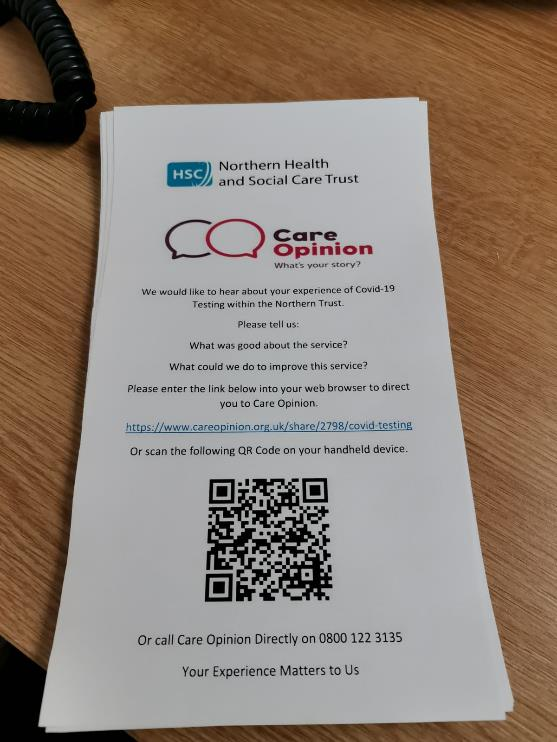 HSC
Northern Health
and Social Care Trust
Care
Opinion
What's your story?
We would like to hear about your experience of Covid-19
Testing within the Northern Trust.
Please tell us:
What was good about the service?
What could we do to improve this service?
Please enter the link below into your web browser to direct
you to Care Opinion.
https://www.careopinion.org.uk/share/2798/covid-testing
Or scan the following QR Code on your handheld device.
Or call Care Opinion Directly on 0800 122 3135
Your Experience Matters to Us